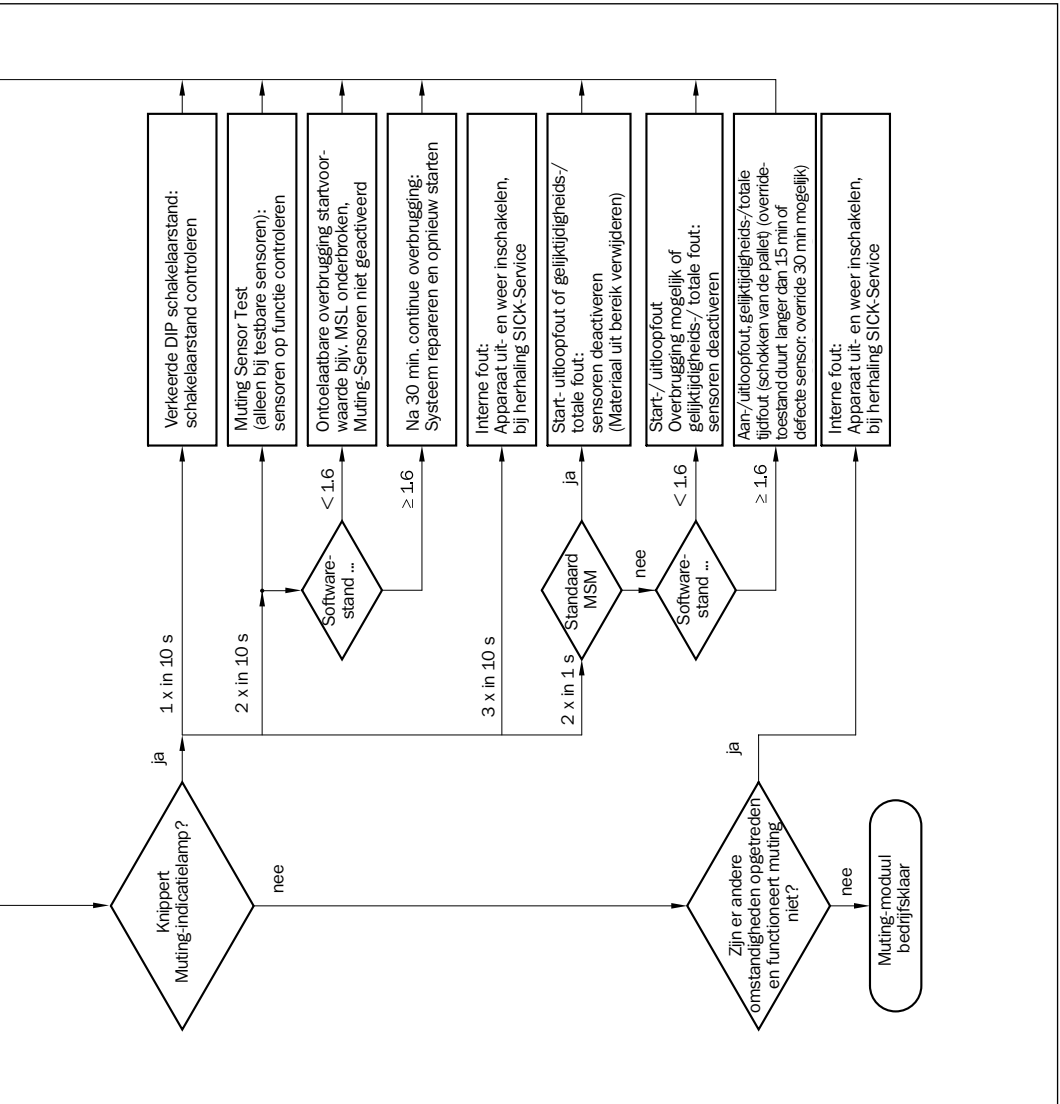 Knippert
Muting-indicatielamp?
ja
nee
1 x in 10 s
Verkeerde DIP schakelaarstand:
schakelaarstand controleren
2 x in 10 s
Muting Sensor Test
(alleen bij testbare sensoren):
sensoren op functie controleren
Software-
stand ...
< 1.6
Ontoelaatbare overbrugging startvoor-
waarde bijv. MSL onderbroken,
Muting-Sensoren niet geactiveerd
≥ 1.6
Na 30 min. continue overbrugging:
Systeem repareren en opnieuw starten
3 x in 10 s
Interne fout:
Apparaat uit- en weer inschakelen,
bij herhaling SICK-Service
2 x in 1 s
Standaard
MSM
ja
Start- uitloopfout of gelijktijdigheids-/
totale fout:
sensoren deactiveren
(Materiaal uit bereik verwijderen)
nee
Software-
stand ...
< 1.6
Start-/ uitloopfout
Overbrugging mogelijk of
gelijktijdigheids-/ totale fout:
sensoren deactiveren
≥ 1.6
Aan-/uitloopfout, gelijktijdigheids-/totale
tijdfout (schokken van de pallet) (override-
toestand duurt langer dan 15 min of
defecte sensor: override 30 min mogelijk)
Zijn er andere
omstandigheden opgetreden
en functioneert muting
niet?
ja
Interne fout:
Apparaat uit- en weer inschakelen,
bij herhaling SICK-Service
nee
Muting-moduul
bedrijfsklaar